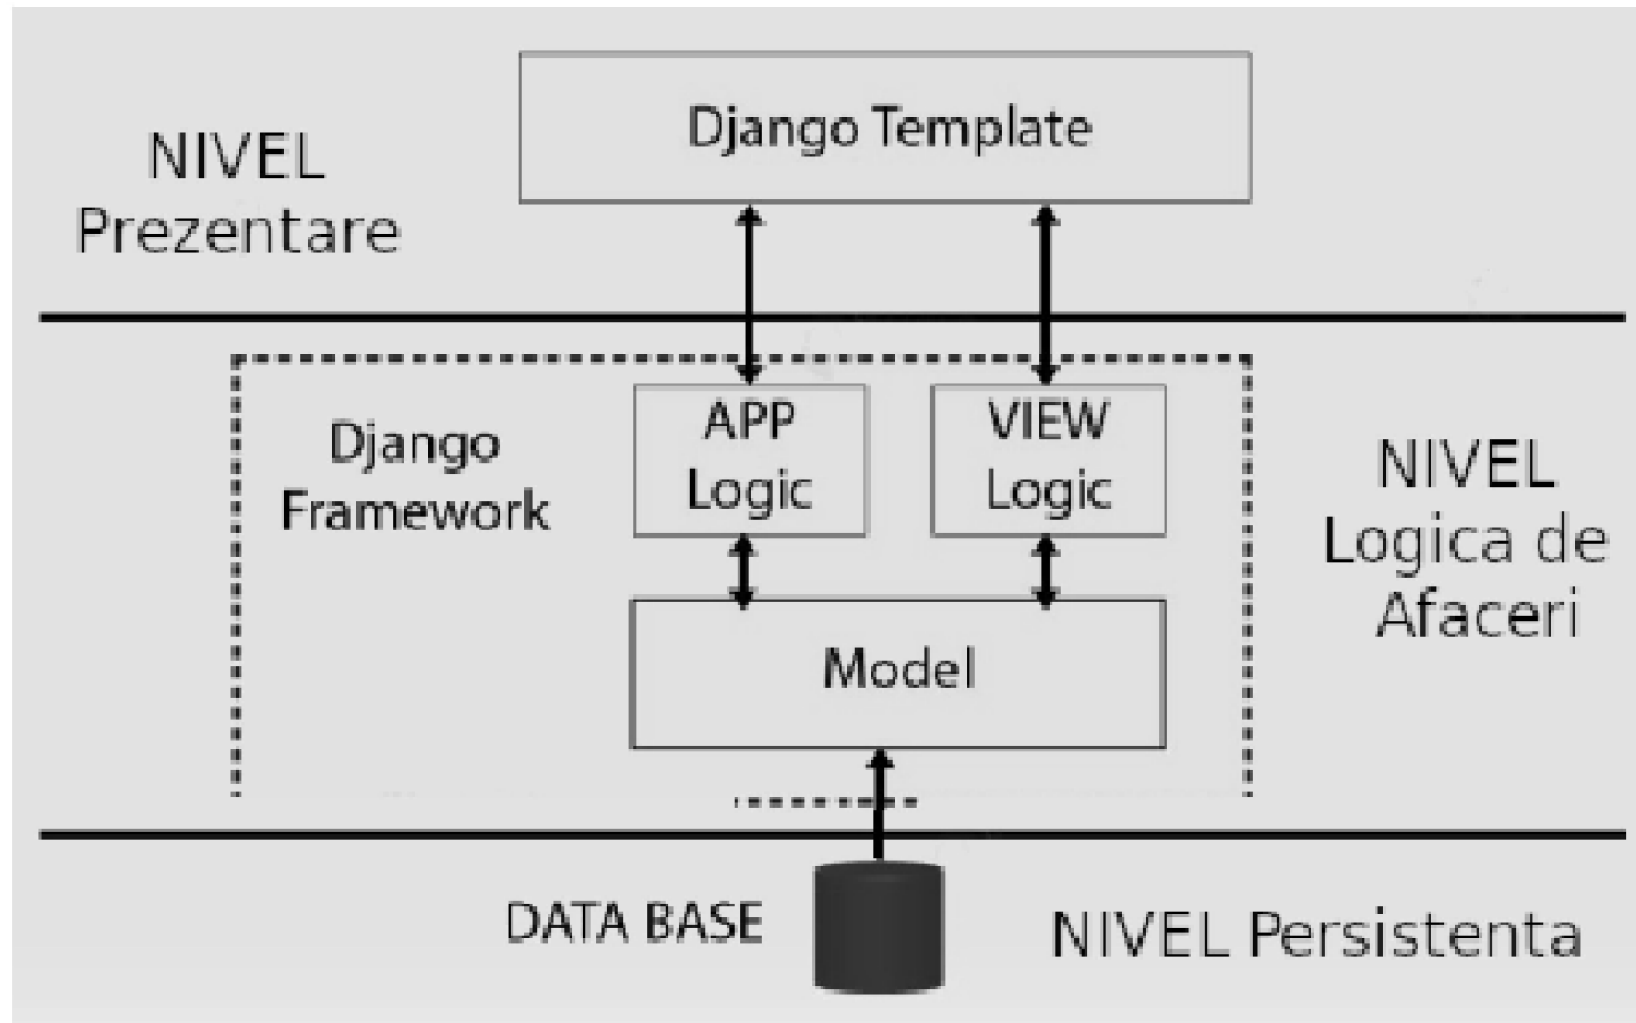 Django Template
NIVEL
Prezentare
Django
Framework
APP
Logic
VIEW
Logic
NIVEL
Logica de
Afaceri
Model
DATA BASE
NIVEL Persistenta